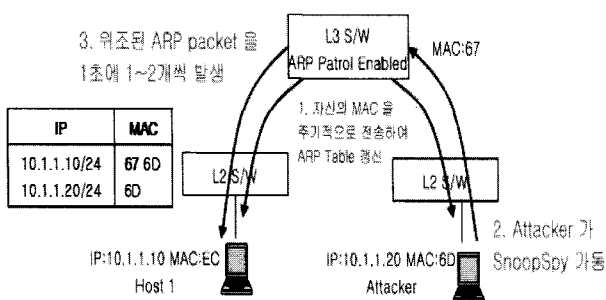 3. 위조된 ARP packet 을
1초에 1~2개씩 발생
L3 S/W
ARP Patrol Enabled
MAC:67
1. 자신의 MAC 을
주기적으로 전송하여
ARP Table 갱신
IP MAC
10.1.1.10/24 67 6D
10.1.1.20/24 6D
L2 S/W
L2 S/W
2. Attacker 가
SnoopSpy 가동
IP:10.1.1.10 MAC:EC
Host 1
IP:10.1.1.20 MAC:6D
Attacker